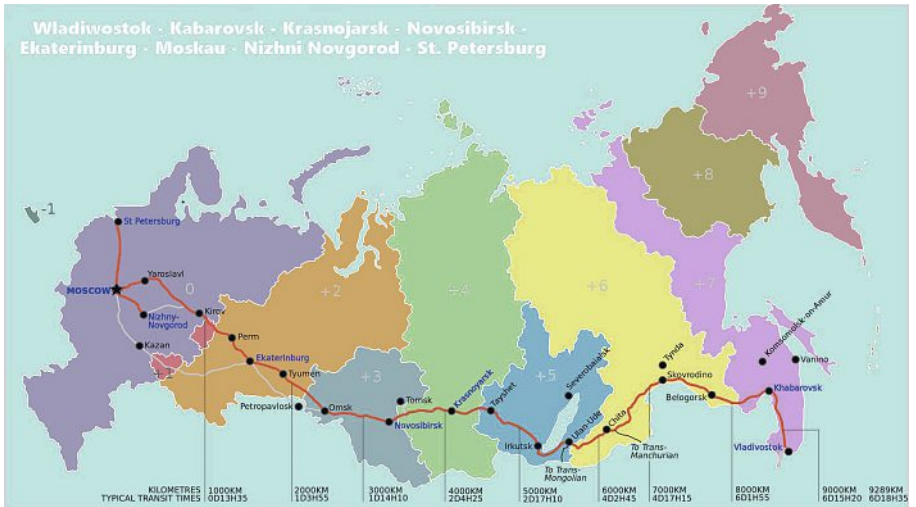 Wladiwostok - Kabarovsk - Krasnojarsk - Novosibirsk -
Ekaterinburg - Moskau - Nizhni Novgorod - St. Petersburg
+9
+8
-1
St Petersburg
Yaroslavl
MOSCOW
0
+2
+4
+6
+7
Kirov
Nizhny-
Novgorod
Perm
Kazan
Ekaterinburg
+1
Tyumen
+3
+5
Petropavlosk
Omsk
Tomsk
Novosibirsk
Krasnoyarsk
Tayshet
Severobaikalsk
Irkutsk
Ulan-Ude
Chita
Tynda
Skovrodino
Belogorsk
Komsomolsk-on-Amur
Vanino
Khabarovsk
Vladivostok
To Trans-
Mongolian
To Trans-
Manchurian
KILOMETRES
TYPICAL TRANSIT TIMES
1000KM
0D13H35
2000KM
1D3H55
3000KM
1D14H10
4000KM
2D4H25
5000KM
2D17H10
6000KM
4D2H45
7000KM
4D17H15
8000KM
6D1H55
9000KM
6D15H20
9289KM
6D18H35